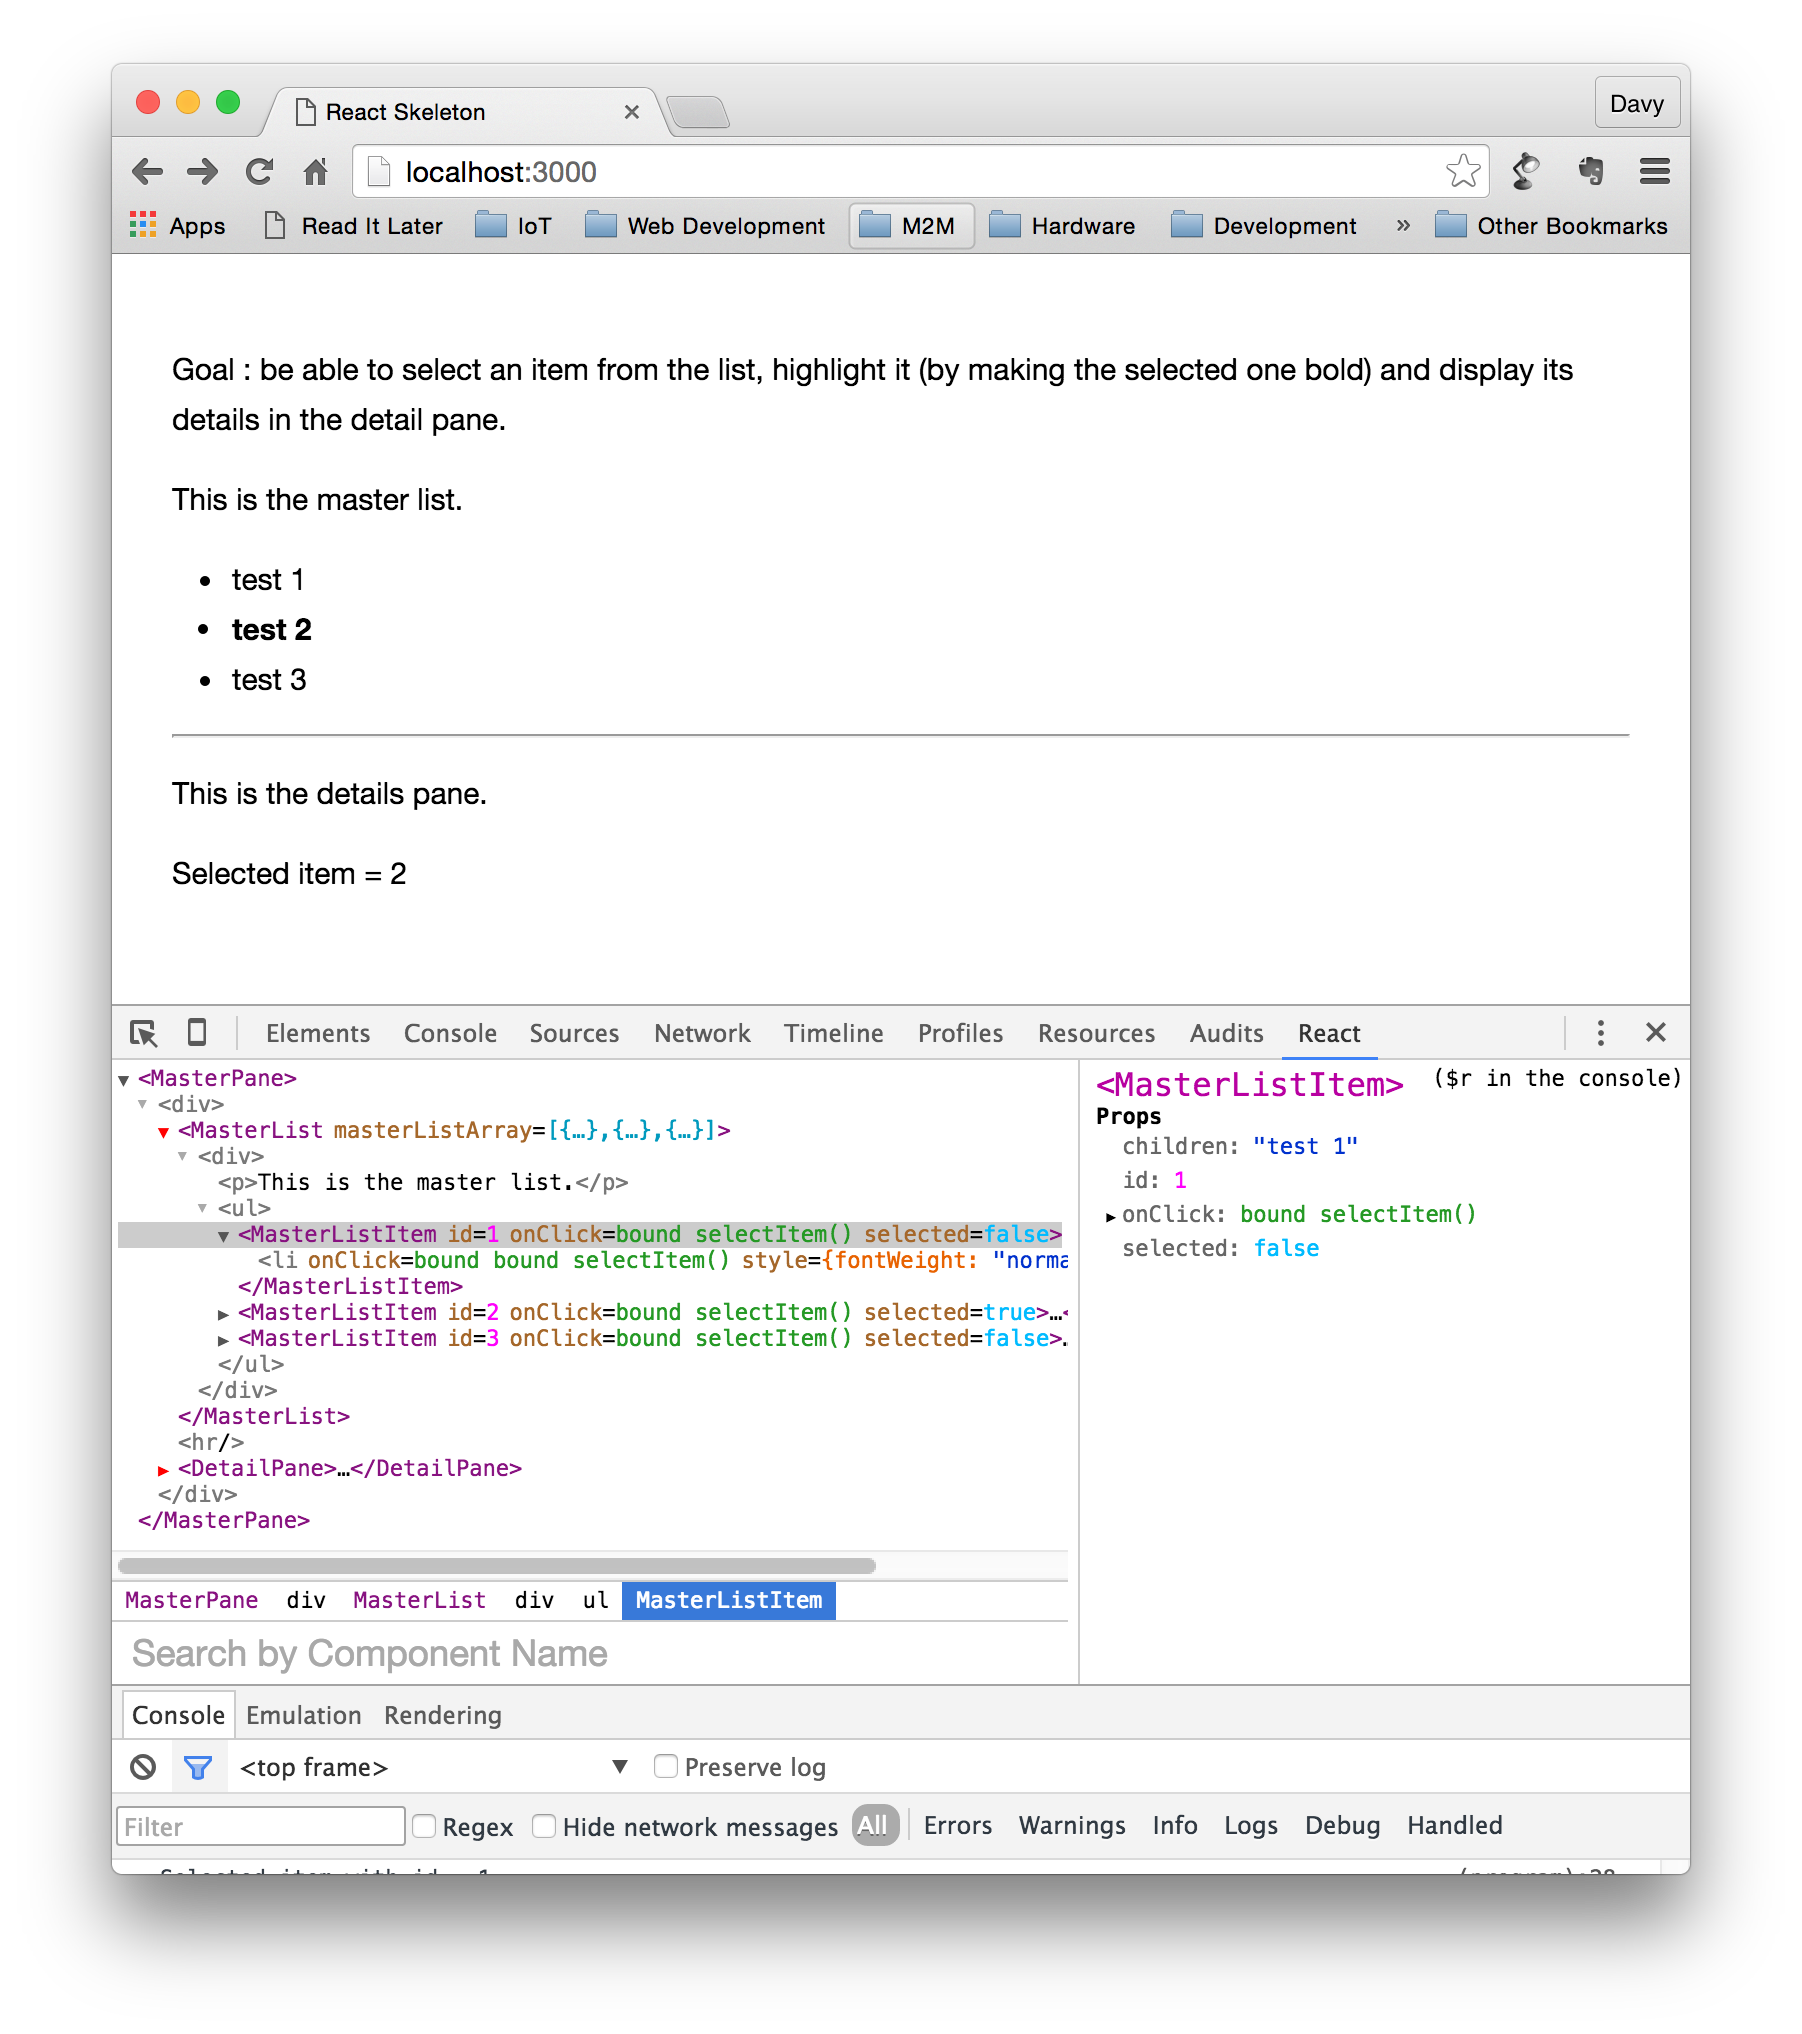 React Skeleton
Davy
localhost:3000
Apps Read It Later IoT Web Development M2M Hardware Development » Other Bookmarks
Goal : be able to select an item from the list, highlight it (by making the selected one bold) and display its
details in the detail pane.
This is the master list.
• test 1
• test 2
• test 3
This is the details pane.
Selected item = 2
Elements Console Sources Network Timeline Profiles Resources Audits React
<MasterPane>
<div>
<MasterList masterListArray=[{…},{…},{…}]>
<div>
<p>This is the master list.</p>
<ul>
<MasterListItem id=1 onClick=bound selectItem() selected=false>
<li onClick=bound bound selectItem() style={fontWeight: "norma
</MasterListItem>
<MasterListItem id=2 onClick=bound selectItem() selected=true>…<
<MasterListItem id=3 onClick=bound selectItem() selected=false>.
</ul>
</div>
</MasterList>
<hr/>
<DetailPane>…</DetailPane>
</div>
</MasterPane>
MasterPane div MasterList div ul MasterListItem
Search by Component Name
<MasterListItem> ($r in the console)
Props
children: "test 1"
id: 1
onClick: bound selectItem()
selected: false
Console Emulation Rendering
<top frame> ▼ Preserve log
Filter Regex Hide network messages All Errors Warnings Info Logs Debug Handled
Selected item with id = 1 (program):28